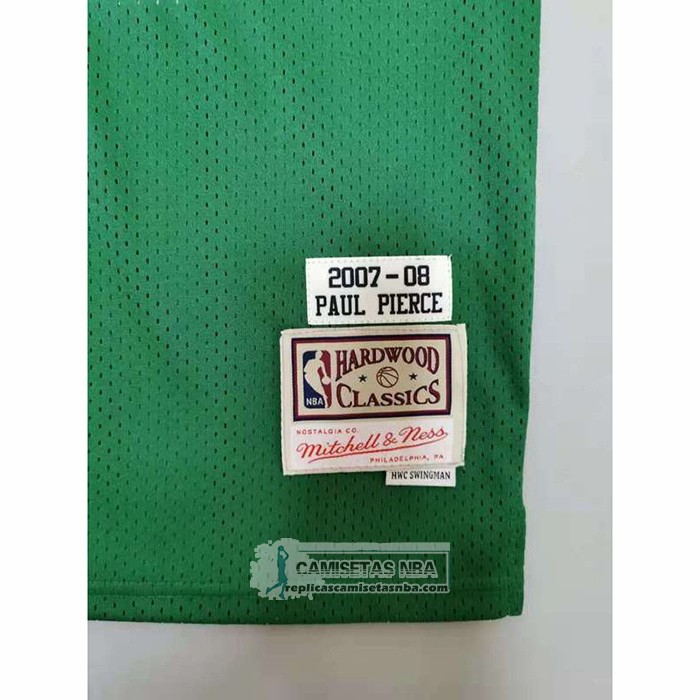 2007-08
PAUL PIERCE
HARDWOOD
CLASSICS
NBA
NOSTALGIA CO.
Mitchell & Ness
PHILADELPHIA, PA
HWC SWINGMAN
CAMISETAS NBA
replicascamisetasnba.com